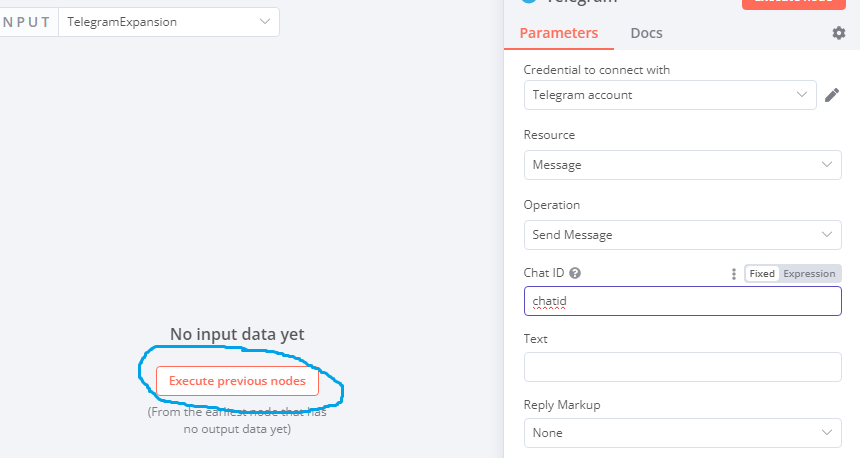 INPUT TelegramExpansion
No input data yet
Execute previous nodes
(From the earliest node that has
no output data yet)
Telegram
Execute node
Parameters Docs
Credential to connect with
Telegram account
Resource
Message
Operation
Send Message
Chat ID ? Fixed Expression
chatid
Text
Reply Markup
None